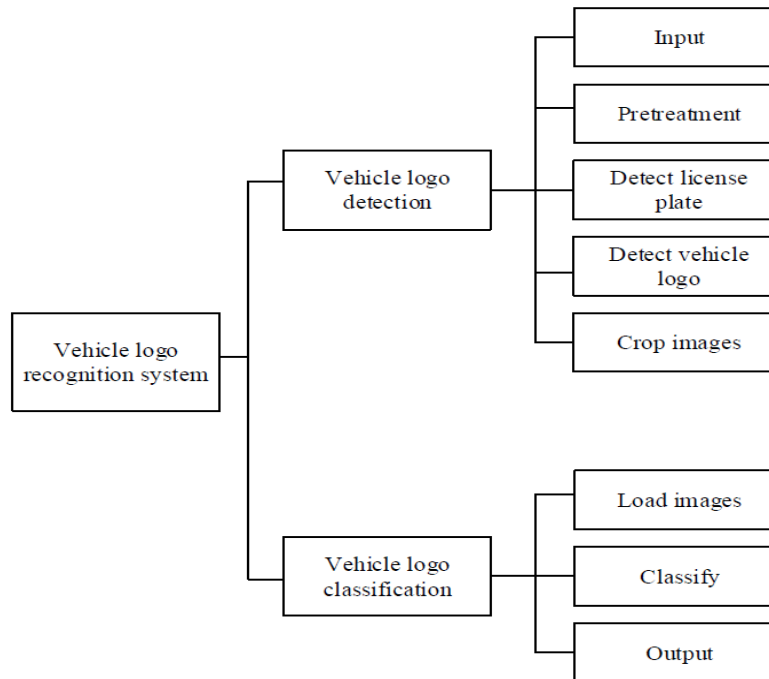 Vehicle logo
recognition system
Vehicle logo
detection
Input
Pretreatment
Detect license
plate
Detect vehicle
logo
Crop images
Vehicle logo
classification
Load images
Classify
Output